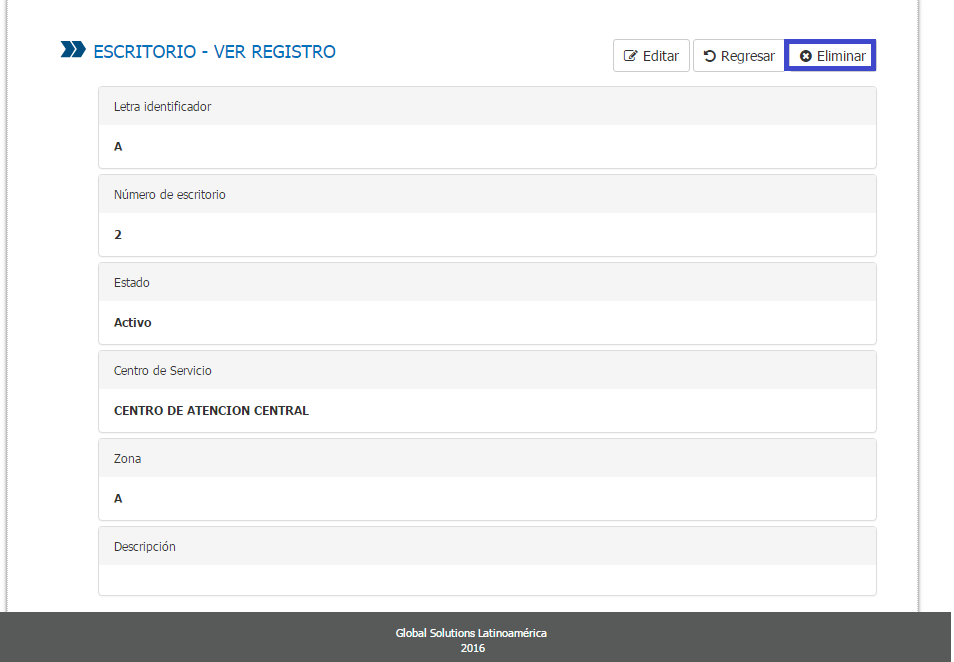 ESCRITORIO - VER REGISTRO
Editar
Regresar
Eliminar
Letra identificador
A
Número de escritorio
2
Estado
Activo
Centro de Servicio
CENTRO DE ATENCION CENTRAL
Zona
A
Descripción
Global Solutions Latinoamérica
2016